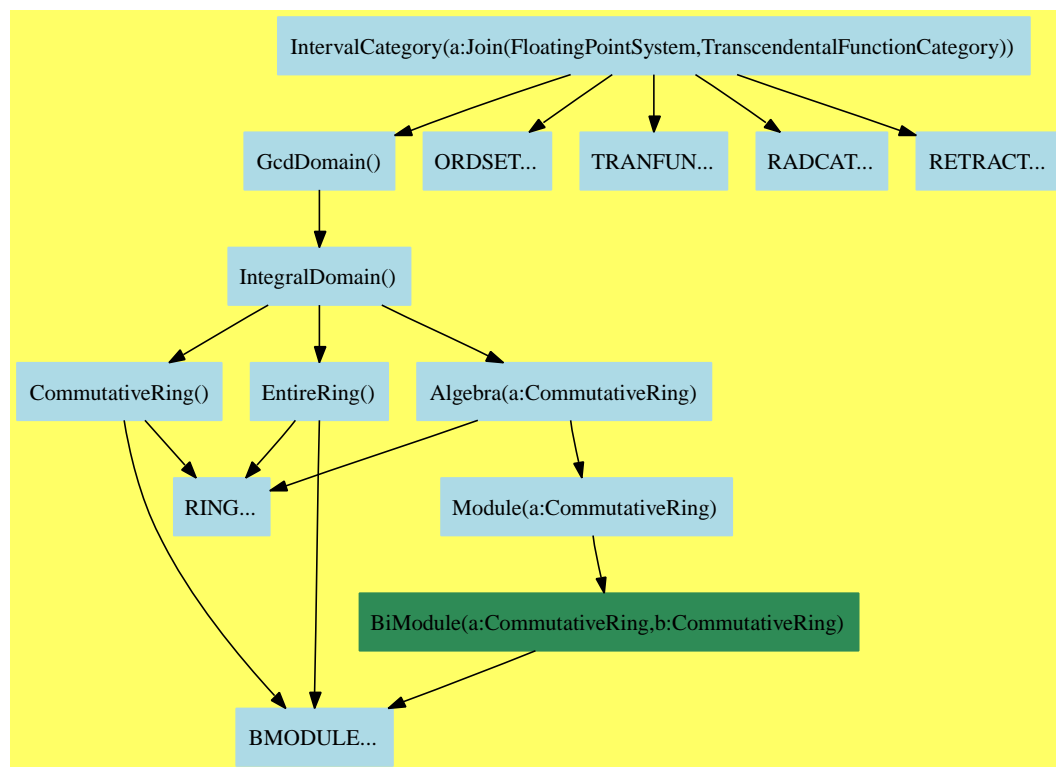 IntervalCategory(a:Join(FloatingPointSystem,TranscendentalFunctionCategory))
GcdDomain()
ORDSET...
TRANFUN...
RADCAT...
RETRACT...
IntegralDomain()
CommutativeRing()
EntireRing()
Algebra(a:CommutativeRing)
RING...
Module(a:CommutativeRing)
BiModule(a:CommutativeRing,b:CommutativeRing)
BMODULE...